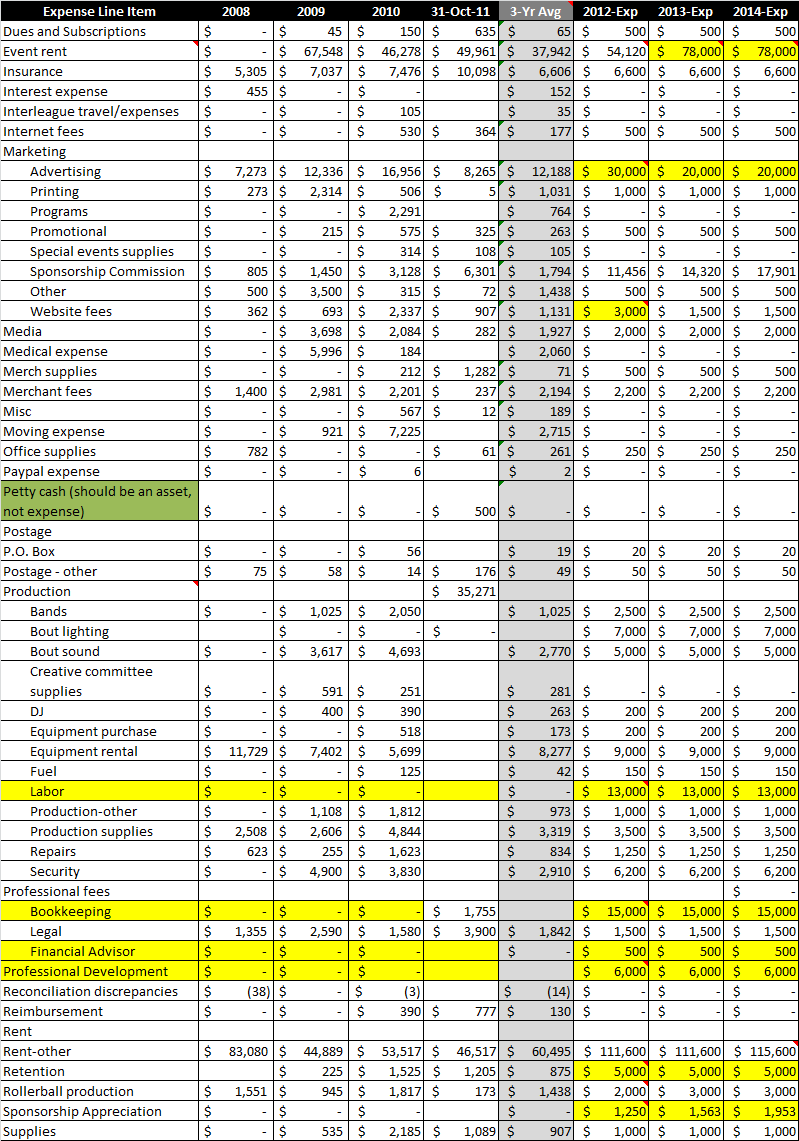 Expense Line Item 2008 2009 2010 31-Oct-11 3-Yr Avg 2012-Exp 2013-Exp 2014-Exp
Dues and Subscriptions $ - $ 45 $ 150 $ 635 $ 65 $ 500 $ 500 $ 500
Event rent $ - $ 67,548 $ 46,278 $ 49,961 $ 37,942 $ 54,120 $ 78,000 $ 78,000
Insurance $ 5,305 $ 7,037 $ 7,476 $ 10,098 $ 6,606 $ 6,600 $ 6,600 $ 6,600
Interest expense $ 455 $ - $ - $ 152 $ - $ - $ -
Interleague travel/expenses $ - $ - $ 105 $ 35 $ - $ - $ -
Internet fees $ - $ - $ 530 $ 364 $ 177 $ 500 $ 500 $ 500
Marketing
Advertising $ 7,273 $ 12,336 $ 16,956 $ 8,265 $ 12,188 $ 30,000 $ 20,000 $ 20,000
Printing $ 273 $ 2,314 $ 506 $ 5 $ 1,031 $ 1,000 $ 1,000 $ 1,000
Programs $ - $ - $ 2,291 $ 764 $ - $ - $ -
Promotional $ - $ 215 $ 575 $ 325 $ 263 $ 500 $ 500 $ 500
Special events supplies $ - $ - $ 314 $ 108 $ 105 $ - $ - $ -
Sponsorship Commission $ 805 $ 1,450 $ 3,128 $ 6,301 $ 1,794 $ 11,456 $ 14,320 $ 17,901
Other $ 500 $ 3,500 $ 315 $ 72 $ 1,438 $ 500 $ 500 $ 500
Website fees $ 362 $ 693 $ 2,337 $ 907 $ 1,131 $ 3,000 $ 1,500 $ 1,500
Media $ - $ 3,698 $ 2,084 $ 282 $ 1,927 $ 2,000 $ 2,000 $ 2,000
Medical expense $ - $ 5,996 $ 184 $ 2,060 $ - $ - $ -
Merch supplies $ - $ - $ 212 $ 1,282 $ 71 $ 500 $ 500 $ 500
Merchant fees $ 1,400 $ 2,981 $ 2,201 $ 237 $ 2,194 $ 2,200 $ 2,200 $ 2,200
Misc $ - $ - $ 567 $ 12 $ 189 $ - $ - $ -
Moving expense $ - $ 921 $ 7,225 $ 2,715 $ - $ - $ -
Office supplies $ 782 $ - $ - $ 61 $ 261 $ 250 $ 250 $ 250
Paypal expense $ - $ - $ 6 $ 2 $ - $ - $ -
Petty cash (should be an asset,
not expense) $ - $ - $ - $ 500 $ - $ - $ - $ -
Postage
P.O. Box $ - $ - $ 56 $ 19 $ 20 $ 20 $ 20
Postage - other $ 75 $ 58 $ 14 $ 176 $ 49 $ 50 $ 50 $ 50
Production $ 35,271
Bands $ - $ 1,025 $ 2,050 $ 1,025 $ 2,500 $ 2,500 $ 2,500
Bout lighting $ - $ - $ - $ 7,000 $ 7,000 $ 7,000
Bout sound $ - $ 3,617 $ 4,693 $ 2,770 $ 5,000 $ 5,000 $ 5,000
Creative committee
supplies $ - $ 591 $ 251 $ 281 $ - $ - $ -
DJ $ - $ 400 $ 390 $ 263 $ 200 $ 200 $ 200
Equipment purchase $ - $ - $ 518 $ 173 $ 200 $ 200 $ 200
Equipment rental $ 11,729 $ 7,402 $ 5,699 $ 8,277 $ 9,000 $ 9,000 $ 9,000
Fuel $ - $ - $ 125 $ 42 $ 150 $ 150 $ 150
Labor $ - $ - $ - $ - $ 13,000 $ 13,000 $ 13,000
Production-other $ - $ 1,108 $ 1,812 $ 973 $ 1,000 $ 1,000 $ 1,000
Production supplies $ 2,508 $ 2,606 $ 4,844 $ 3,319 $ 3,500 $ 3,500 $ 3,500
Repairs $ 623 $ 255 $ 1,623 $ 834 $ 1,250 $ 1,250 $ 1,250
Security $ - $ 4,900 $ 3,830 $ 2,910 $ 6,200 $ 6,200 $ 6,200
Professional fees $ -
Bookkeeping $ - $ - $ - $ 1,755 $ 15,000 $ 15,000 $ 15,000
Legal $ 1,355 $ 2,590 $ 1,580 $ 3,900 $ 1,842 $ 1,500 $ 1,500 $ 1,500
Financial Advisor $ - $ - $ - $ - $ 500 $ 500 $ 500
Professional Development $ - $ - $ - $ 6,000 $ 6,000 $ 6,000
Reconciliation discrepancies $ (38) $ - $ (3) $ (14) $ - $ - $ -
Reimbursement $ - $ - $ 390 $ 777 $ 130 $ - $ - $ -
Rent
Rent-other $ 83,080 $ 44,889 $ 53,517 $ 46,517 $ 60,495 $ 111,600 $ 111,600 $ 115,600
Retention $ 225 $ 1,525 $ 1,205 $ 875 $ 5,000 $ 5,000 $ 5,000
Rollerball production $ 1,551 $ 945 $ 1,817 $ 173 $ 1,438 $ 2,000 $ 3,000 $ 3,000
Sponsorship Appreciation $ - $ - $ - $ - $ 1,250 $ 1,563 $ 1,953
Supplies $ - $ 535 $ 2,185 $ 1,089 $ 907 $ 1,000 $ 1,000 $ 1,000